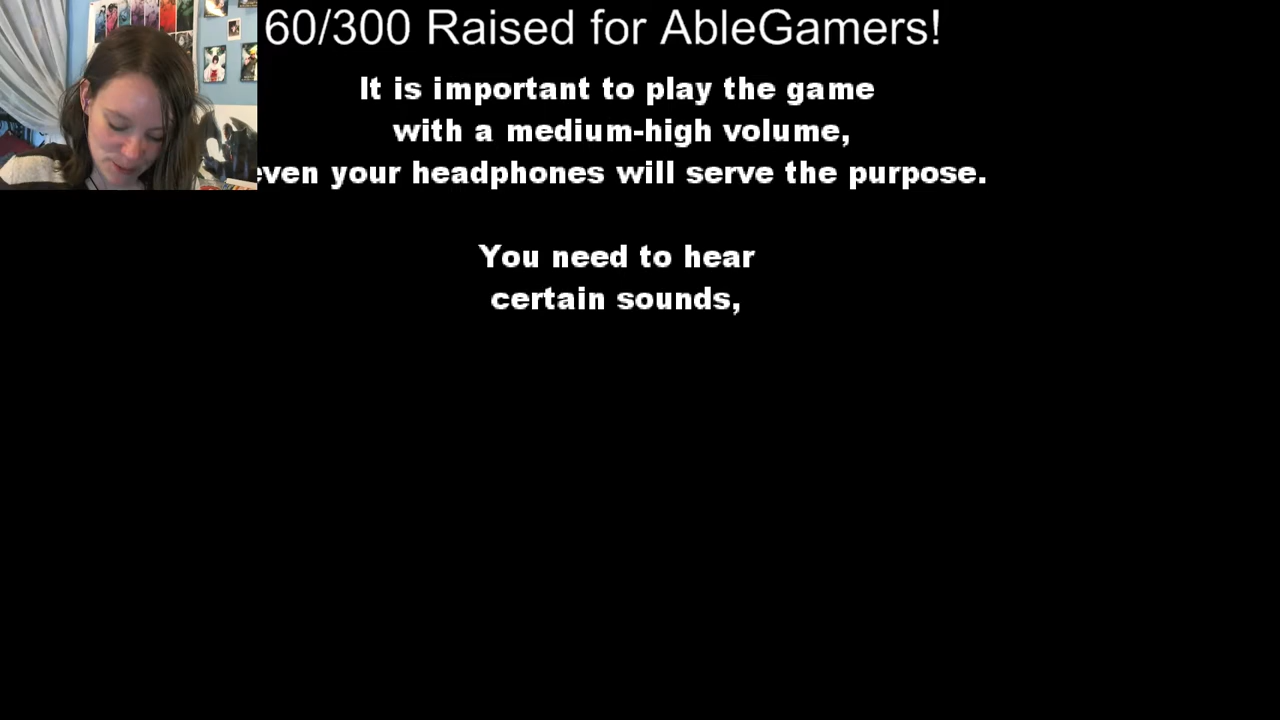 60/300 Raised for AbleGamers!
It is important to play the game
with a medium-high volume,
even your headphones will serve the purpose.
You need to hear
certain sounds,